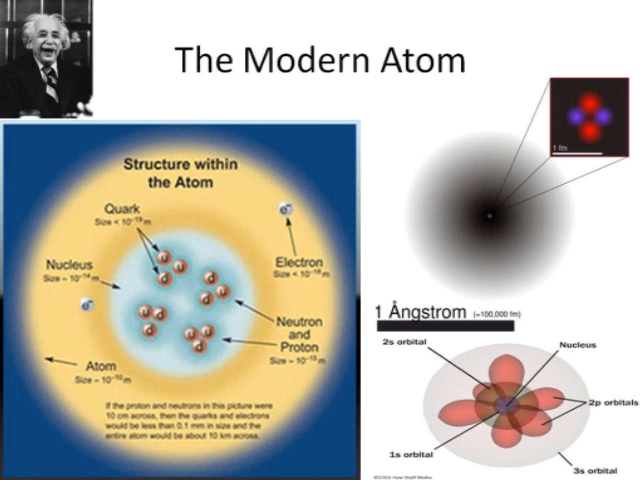 The Modern Atom
Structure within
the Atom
Quark
Size < 10⁻¹⁹ m
e⁻
Electron
Size < 10⁻¹⁸ m
Nucleus
Size ~ 10⁻¹⁴ m
u
u
d
d
d
u
u
u
d
d
u
u
d
e⁻
Neutron
and
Proton
Size ~ 10⁻¹⁵ m
Atom
Size ~ 10⁻¹⁰ m
If the proton and neutrons in this picture were
10 cm across, then the quarks and electrons
would be less than 0.1 mm in size and the
entire atom would be about 10 km across.
1 fm
1 Ångstrom (=100,000 fm)
2s orbital
Nucleus
2p orbitals
1s orbital
3s orbital